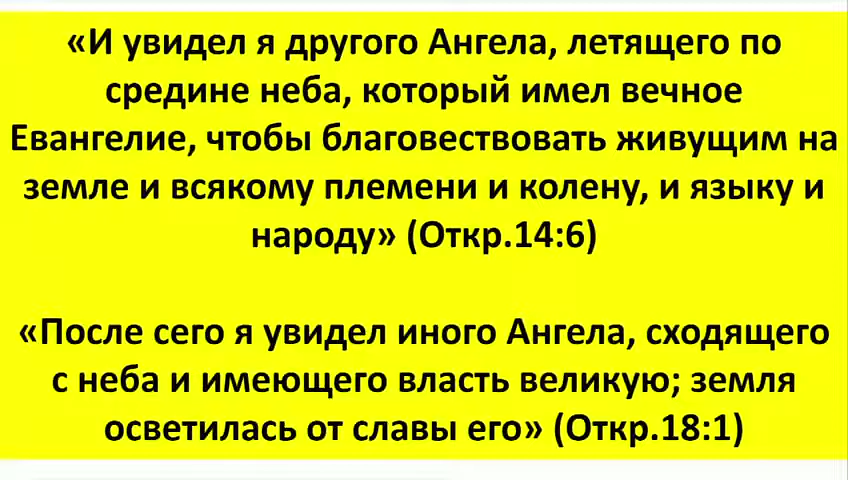 «И увидел я другого Ангела, летящего по
средине неба, который имел вечное
Евангелие, чтобы благовествовать живущим на
земле и всякому племени и колену, и языку и
народу» (Откр.14:6)
«После сего я увидел иного Ангела, сходящего
с неба и имеющего власть великую; земля
осветилась от славы его» (Откр.18:1)